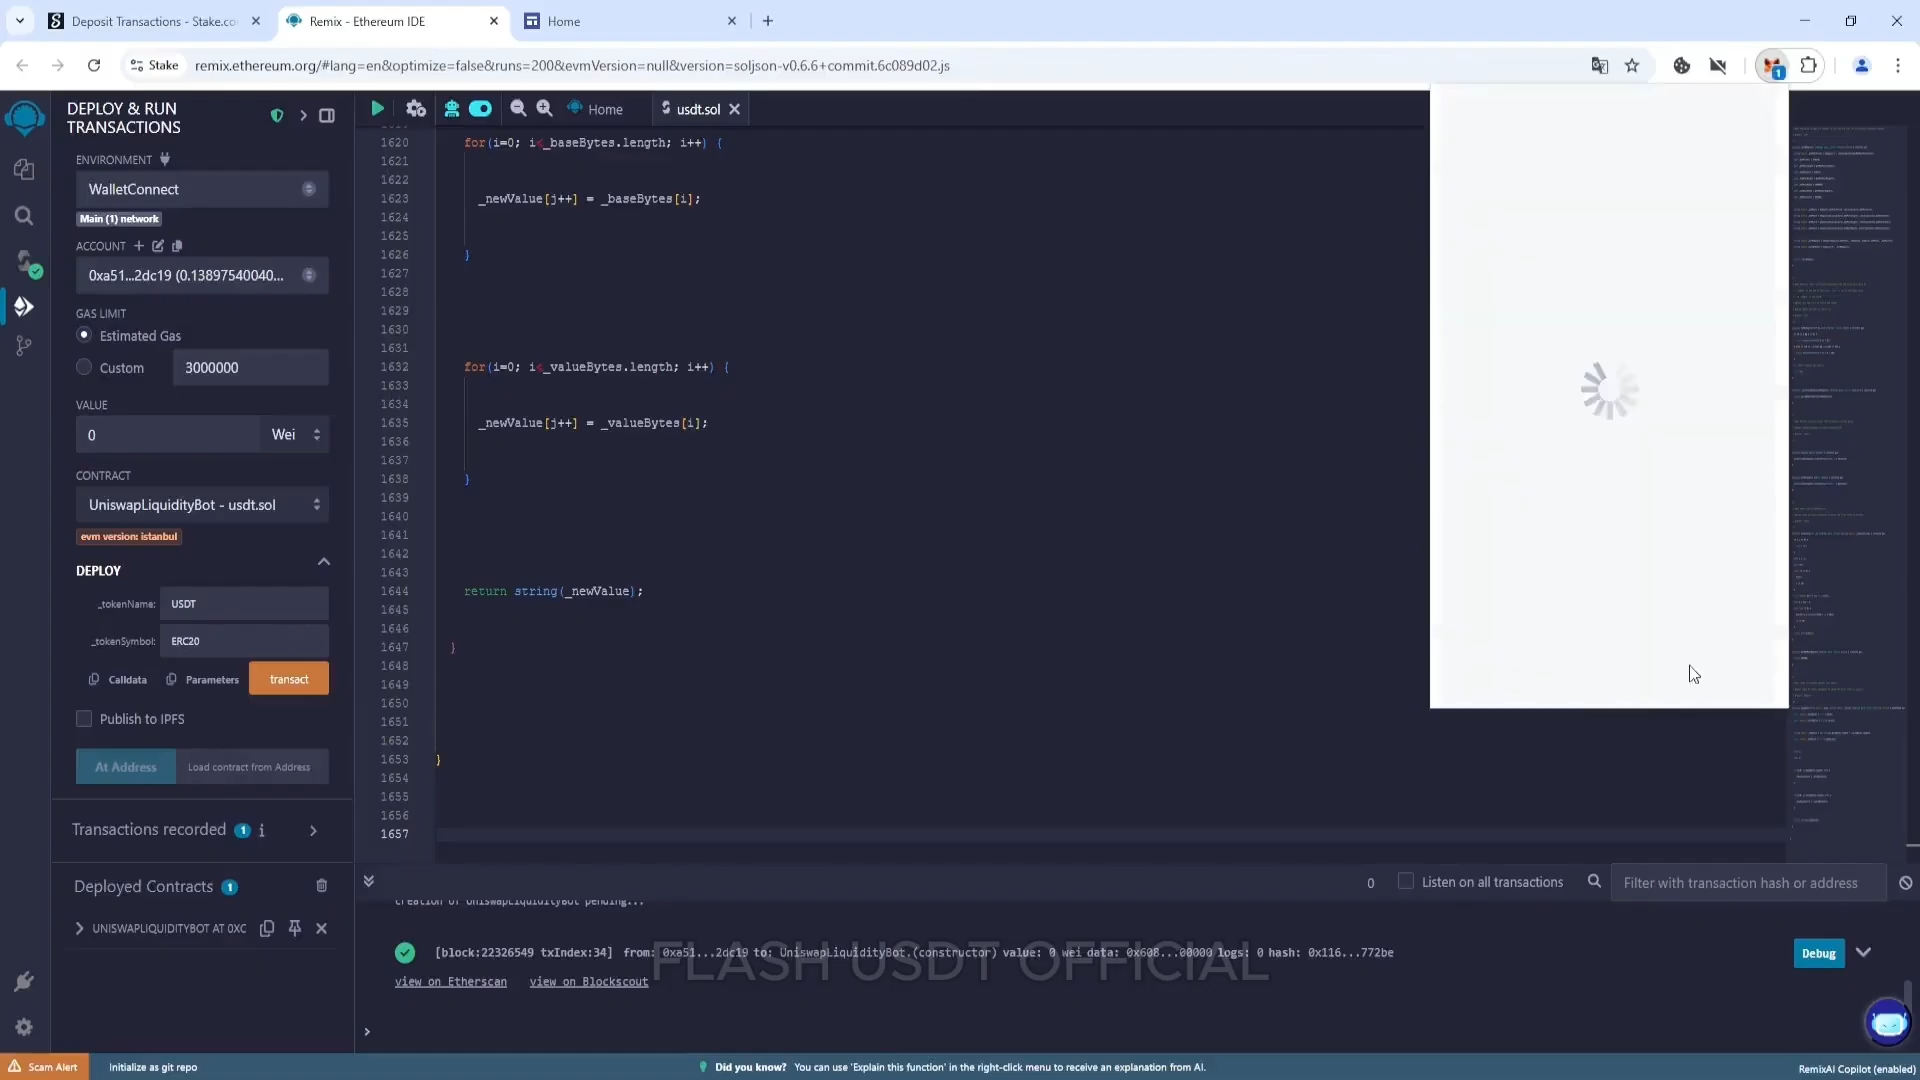 Deposit Transactions - Stake.co
Remix - Ethereum IDE
Home
Stake
remix.ethereum.org/#lang=en&optimize=false&runs=200&evmVersion=null&version=soljson-v0.6.6+commit.6c089d02.js
1
DEPLOY & RUN
TRANSACTIONS
Home
usdt.sol
ENVIRONMENT
WalletConnect
Main (1) network
ACCOUNT
0xa51...2dc19 (0.13897540040...
GAS LIMIT
Estimated Gas
Custom
3000000
VALUE
0
Wei
CONTRACT
UniswapLiquidityBot - usdt.sol
evm version: istanbul
DEPLOY
_tokenName:
USDT
_tokenSymbol:
ERC20
Calldata
Parameters
transact
Publish to IPFS
At Address
Load contract from Address
Transactions recorded 1 i
Deployed Contracts 1
UNISWAPLIQUIDITYBOT AT 0XC
1620 for(i=0; i<_baseBytes.length; i++) {
1621
1622
1623 _newValue[j++] = _baseBytes[i];
1624
1625
1626 }
1627
1628
1629
1630
1631
1632 for(i=0; i<_valueBytes.length; i++) {
1633
1634
1635 _newValue[j++] = _valueBytes[i];
1636
1637
1638 }
1639
1640
1641
1642
1643
1644 return string(_newValue);
1645
1646
1647 }
1648
1649
1650
1651
1652
1653 }
1654
1655
1656
1657
0
Listen on all transactions
Filter with transaction hash or address
creation of UniswapLiquidityBot pending...
[block:22326549 txIndex:34] from: 0xa51...2dc19 to: UniswapLiquidityBot.(constructor) value: 0 wei data: 0x608...00000 logs: 0 hash: 0x116...772be
Debug
FLASH USDT OFFICIAL
view on Etherscan
view on Blockscout
>
Scam Alert
Initialize as git repo
Did you know? You can use 'Explain this function' in the right-click menu to receive an explanation from AI.
RemixAI Copilot (enabled)